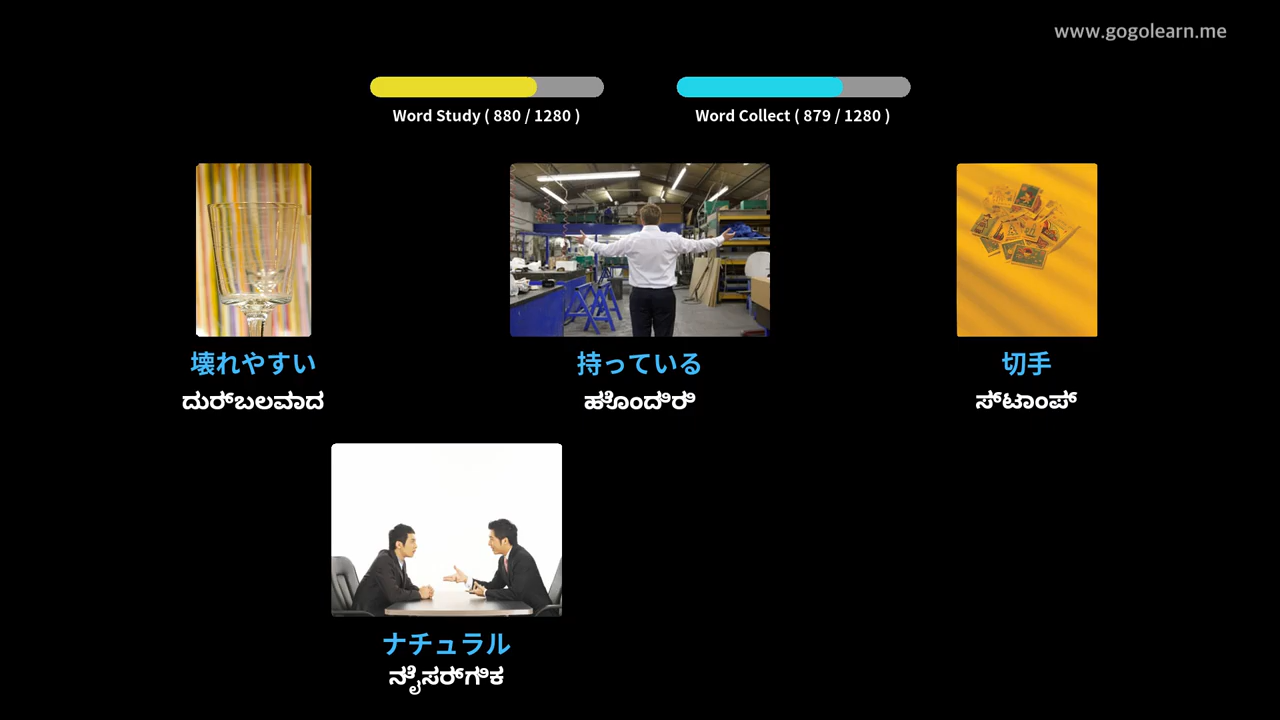 www.gogolearn.me
Word Study ( 880 / 1280 )
Word Collect ( 879 / 1280 )
壊れやすい
ದುರ್ಬಲವಾದ
持っている
ಹೊಂದಿರಿ
切手
ಸ್ಟಾಂಪ್
ナチュラル
ನೈಸರ್ಗಿಕ